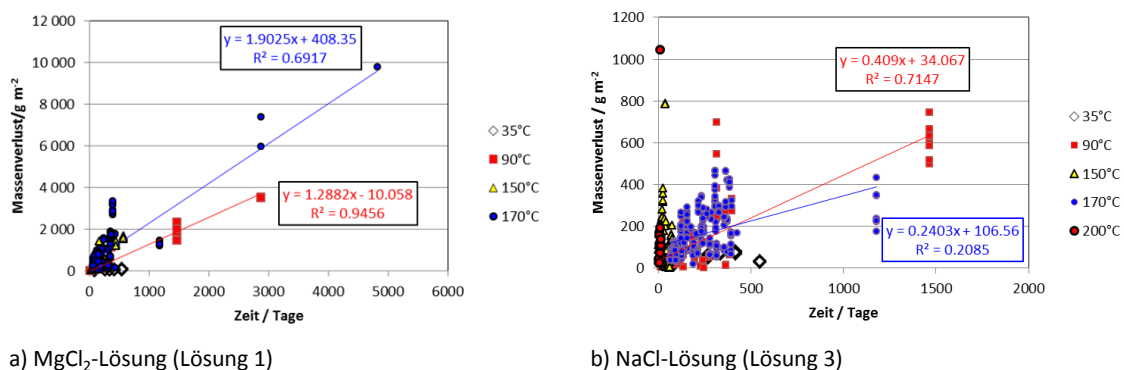 12 000
10 000
8 000
6 000
4 000
2 000
0
0 1000 2000 3000 4000 5000 6000
Massenverlust/g m⁻²
Zeit / Tage
y = 1.9025x + 408.35
R² = 0.6917
y = 1.2882x - 10.058
R² = 0.9456
35°C
90°C
150°C
170°C
a) MgCl₂-Lösung (Lösung 1)
1200
1000
800
600
400
200
0
0 500 1000 1500 2000
Massenverlust / g m⁻²
Zeit / Tage
y = 0.409x + 34.067
R² = 0.7147
y = 0.2403x + 106.56
R² = 0.2085
35°C
90°C
150°C
170°C
200°C
b) NaCl-Lösung (Lösung 3)